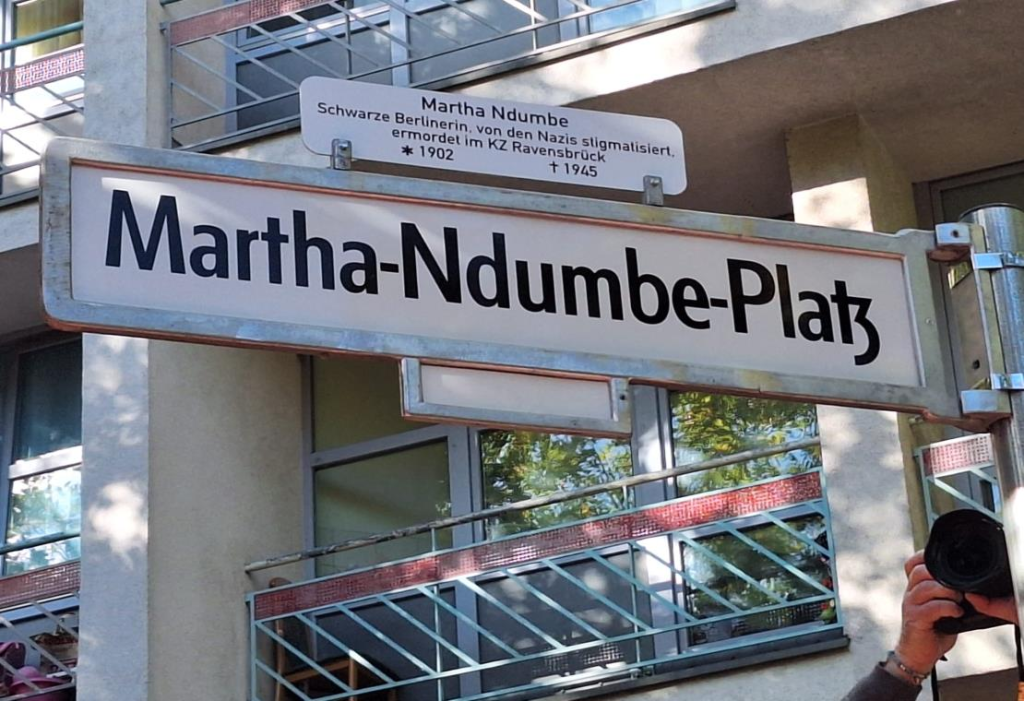 Martha Ndumbe
Schwarze Berlinerin, von den Nazis stigmatisiert,
ermordet im KZ Ravensbrück
* 1902 † 1945
Martha-Ndumbe-Platz